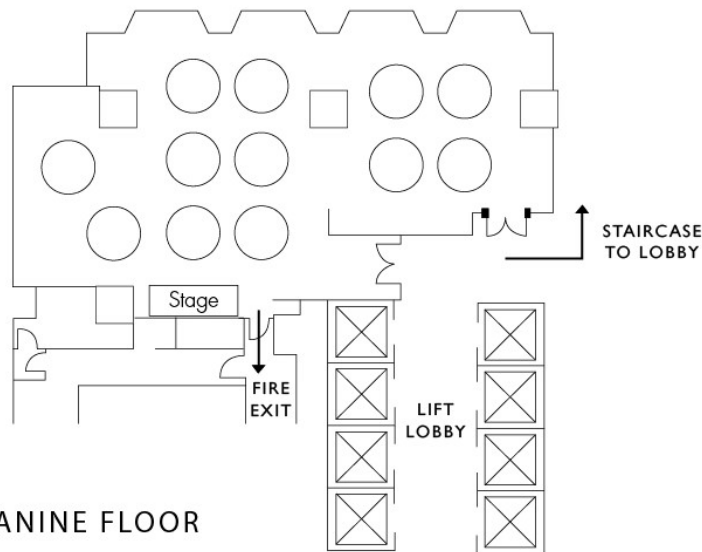 STAIRCASE
TO LOBBY
Stage
FIRE
EXIT
LIFT
LOBBY
ANINE FLOOR